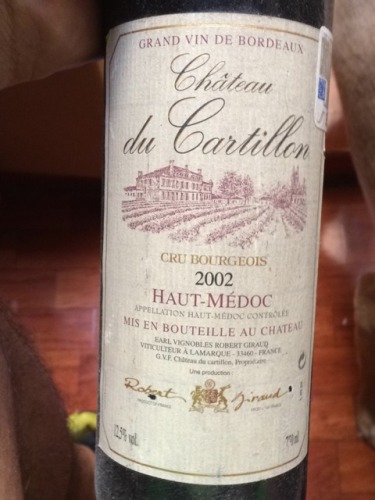 GRAND VIN DE BORDEAUX
Château
du Cartillon
CRU BOURGEOIS
2002
HAUT-MÉDOC
APPELLATION HAUT-MÉDOC CONTRÔLÉE
MIS EN BOUTEILLE AU CHATEAU
EARL VIGNOBLES ROBERT GIRAUD
VITICULTEUR À LAMARQUE - 33460 - FRANCE
G.V.F. Château du cartillon, Propriétaire.
Une production :
Robert Giraud
12,5% vol.